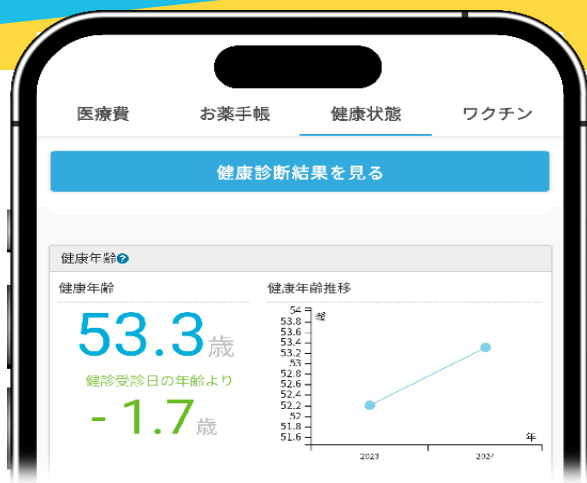 医療費 お薬手帳 健康状態 ワクチン
健康診断結果を見る
健康年齢?
健康年齢
53.3歳
健診受診日の年齢より
- 1.7歳
健康年齢推移
54
歳
53.8
53.6
53.4
53.2
53
52.8
52.6
52.4
52.2
52
51.8
51.6
年
2023 2024